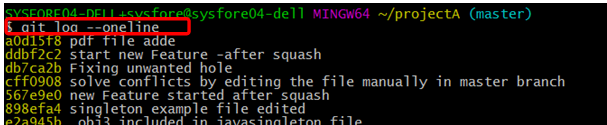 SYSFORE04-DELL+sysfore@sysfore04-dell MINGW64 ~/projectA (master)
$ git log --oneline
a0d15f8 pdf file adde
ddbf2c2 start new Feature -after squash
db7ca2b Fixing unwanted hole
cff0908 solve conflicts by editing the file manually in master branch
567e9e0 new Feature started after squash
898efa4 singleton example file edited
e2a945b .obj3 included in javasingleton file